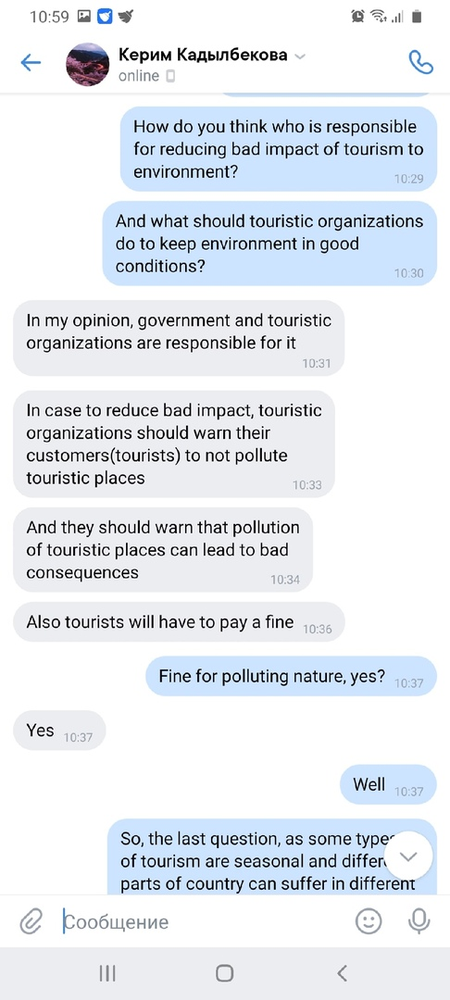 10:59
Керим Кадылбекова
online
How do you think who is responsible
for reducing bad impact of tourism to
environment?
10:29
And what should touristic organizations
do to keep environment in good
conditions?
10:30
In my opinion, government and touristic
organizations are responsible for it
10:31
In case to reduce bad impact, touristic
organizations should warn their
customers(tourists) to not pollute
touristic places
10:33
And they should warn that pollution
of touristic places can lead to bad
consequences
10:34
Also tourists will have to pay a fine 10:36
Fine for polluting nature, yes? 10:37
Yes 10:37
Well 10:37
So, the last question, as some
of tourism are seasonal and
parts of country can suffer in different
Сообщение